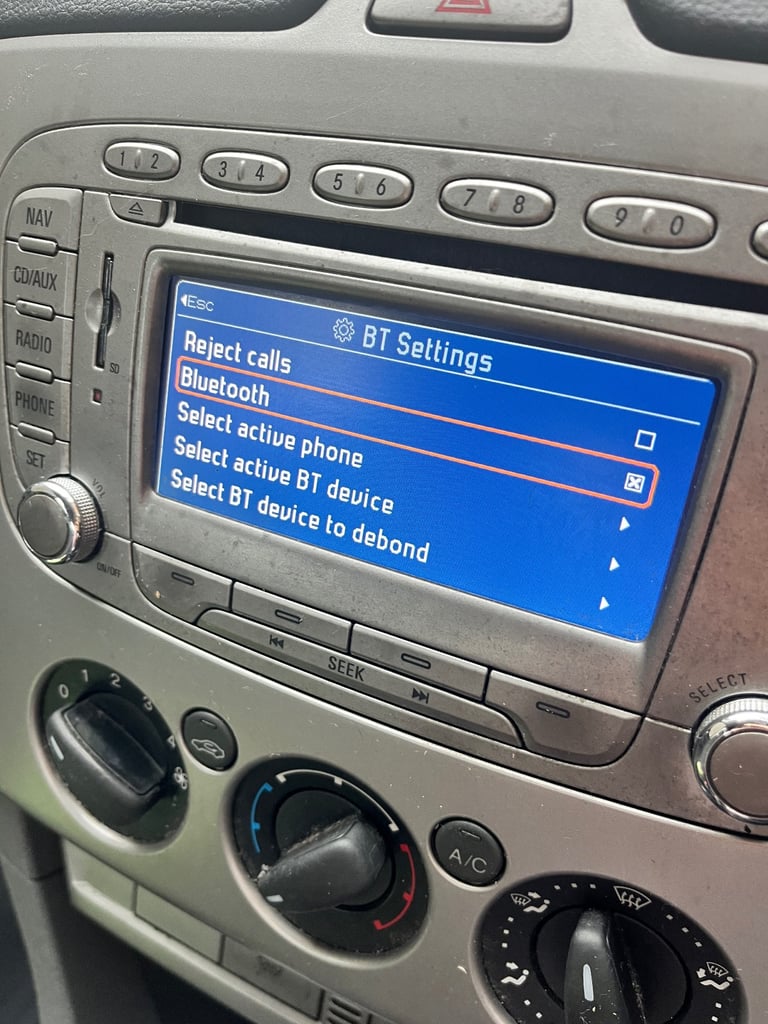 1 2
3 4
5 6
7 8
9 0
NAV
CD/AUX
RADIO
PHONE
SET
SD
VOL
ON/OFF
Esc
BT Settings
Reject calls
Bluetooth
Select active phone
Select active BT device
Select BT device to debond
SEEK
SELECT
0 1 2 3 4
A/C